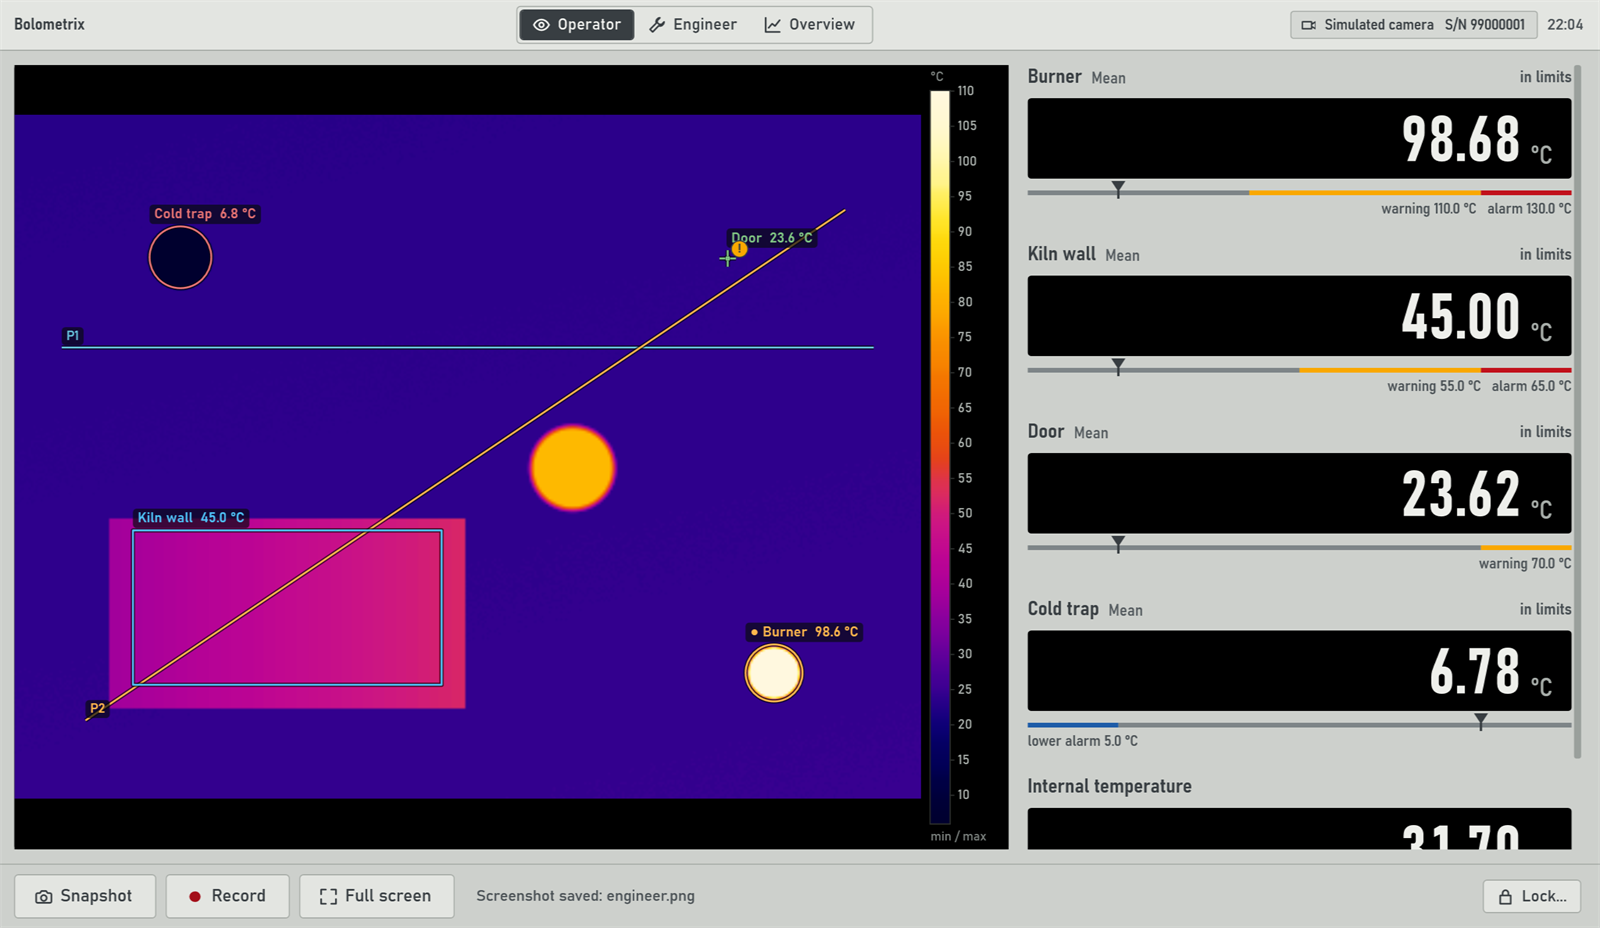 Bolometrix
Operator
Engineer
Overview
Simulated camera S/N 99000001
22:04
°C
110
105
100
95
90
85
80
75
70
65
60
55
50
45
40
35
30
25
20
15
10
min / max
Cold trap 6.8 °C
Door 23.6 °C
!
P1
Kiln wall 45.0 °C
Burner 98.6 °C
P2
Burner Mean in limits
98.68 °C
warning 110.0 °C alarm 130.0 °C
Kiln wall Mean in limits
45.00 °C
warning 55.0 °C alarm 65.0 °C
Door Mean in limits
23.62 °C
warning 70.0 °C
Cold trap Mean in limits
6.78 °C
lower alarm 5.0 °C
Internal temperature
31.70
Snapshot
Record
Full screen
Screenshot saved: engineer.png
Lock...